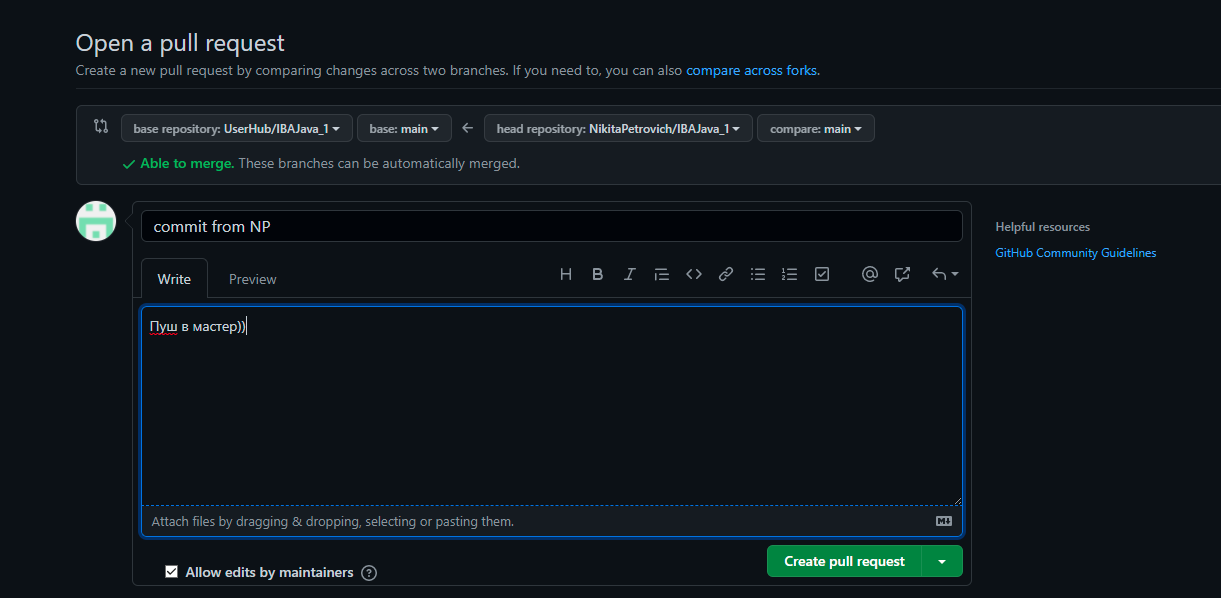 Open a pull request
Create a new pull request by comparing changes across two branches. If you need to, you can also compare across forks.
base repository: UserHub/IBAJava_1 base: main ← head repository: NikitaPetrovich/IBAJava_1 compare: main
✓ Able to merge. These branches can be automatically merged.
commit from NP
Helpful resources
GitHub Community Guidelines
Write Preview
Пуш в мастер))
Attach files by dragging & dropping, selecting or pasting them.
Create pull request
Allow edits by maintainers